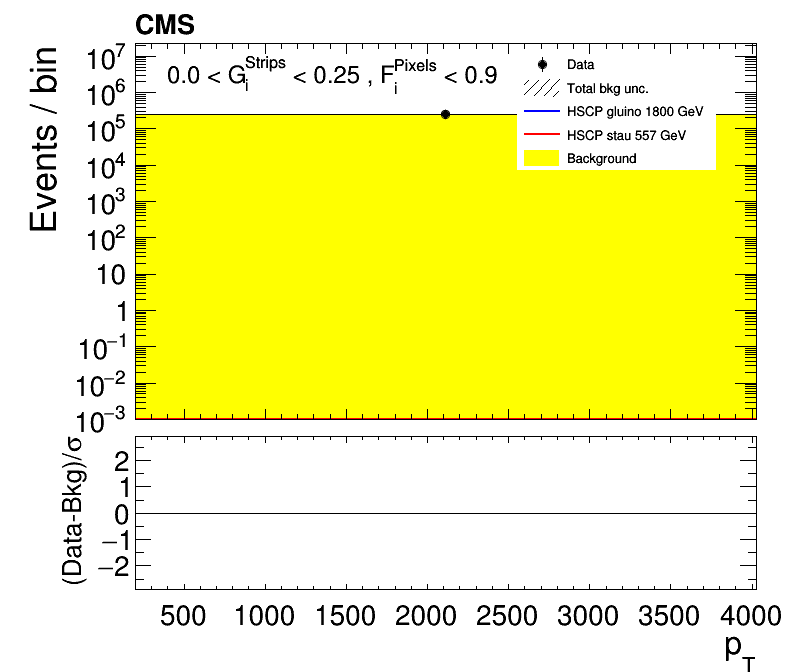 CMS
Events / bin
10^7
10^6
10^5
10^4
10^3
10^2
10
1
10^−1
10^−2
10^−3
0.0 < G_i^Strips < 0.25 , F_i^Pixels < 0.9
Data
Total bkg unc.
HSCP gluino 1800 GeV
HSCP stau 557 GeV
Background
(Data-Bkg)/σ
2
1
0
−1
−2
500 1000 1500 2000 2500 3000 3500 4000
p_T